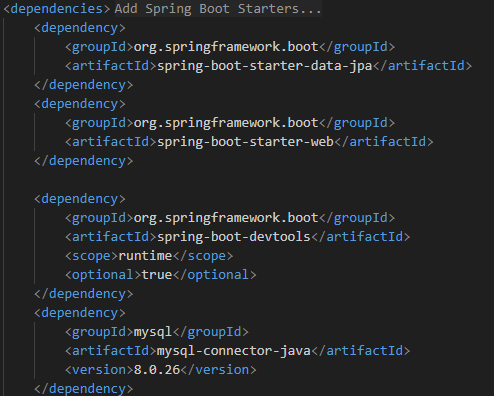 <dependencies> Add Spring Boot Starters...
<dependency>
<groupId>org.springframework.boot</groupId>
<artifactId>spring-boot-starter-data-jpa</artifactId>
</dependency>
<dependency>
<groupId>org.springframework.boot</groupId>
<artifactId>spring-boot-starter-web</artifactId>
</dependency>
<dependency>
<groupId>org.springframework.boot</groupId>
<artifactId>spring-boot-devtools</artifactId>
<scope>runtime</scope>
<optional>true</optional>
</dependency>
<dependency>
<groupId>mysql</groupId>
<artifactId>mysql-connector-java</artifactId>
<version>8.0.26</version>
</dependency>